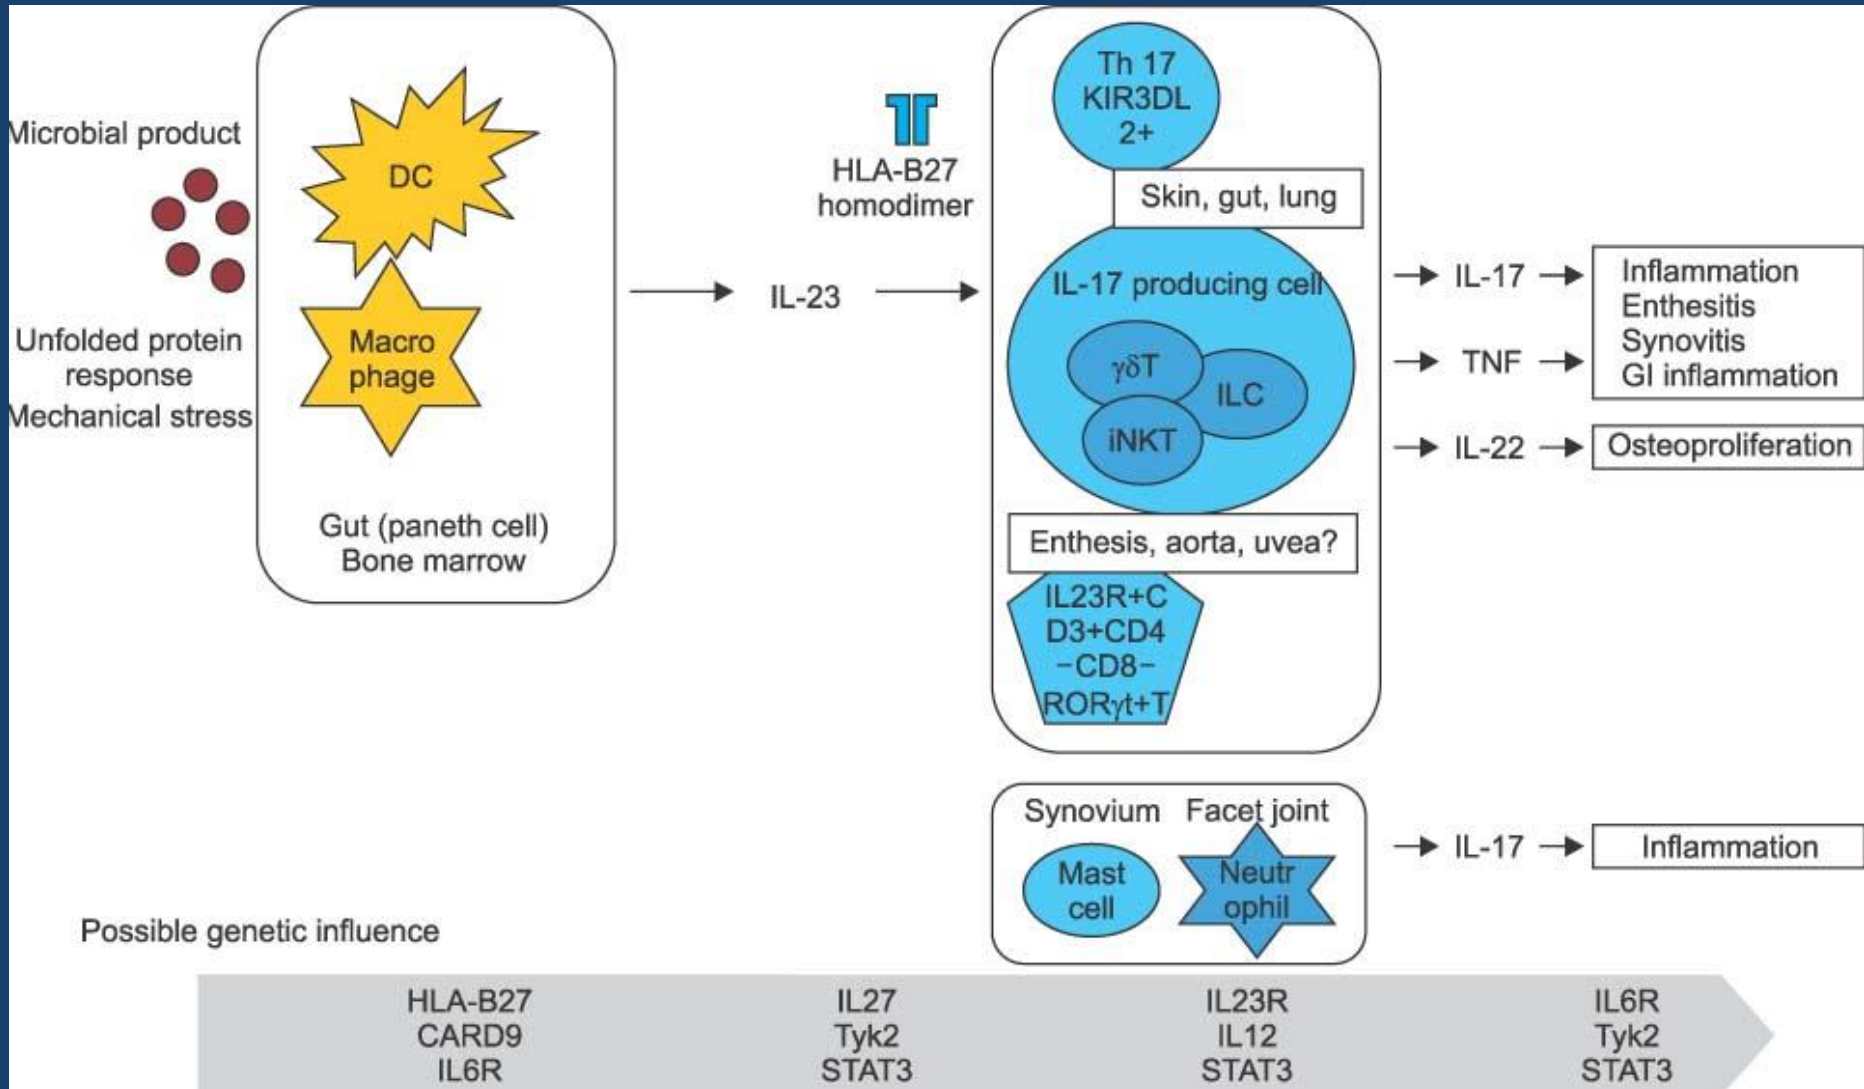 Microbial product
Unfolded protein
response
Mechanical stress
DC
Macro
phage
Gut (paneth cell)
Bone marrow
IL-23
HLA-B27
homodimer
Th 17
KIR3DL
2+
Skin, gut, lung
IL-17 producing cell
γδT
ILC
iNKT
Enthesis, aorta, uvea?
IL23R+C
D3+CD4
−CD8−
RORγt+T
IL-17
TNF
IL-22
Inflammation
Enthesitis
Synovitis
GI inflammation
Osteoproliferation
Synovium
Facet joint
Mast
cell
Neutr
ophil
IL-17
Inflammation
Possible genetic influence
HLA-B27
CARD9
IL6R
IL27
Tyk2
STAT3
IL23R
IL12
STAT3
IL6R
Tyk2
STAT3